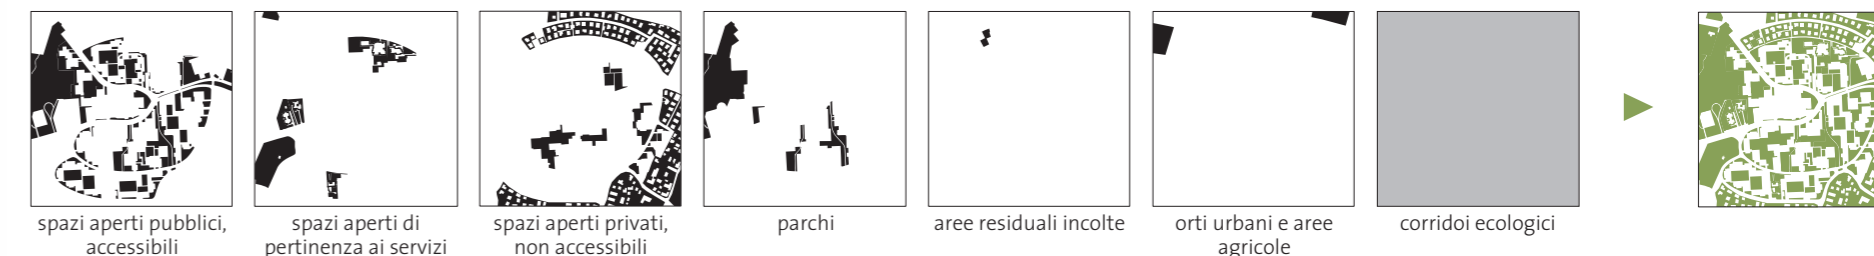 spazi aperti pubblici,
accessibili
spazi aperti di
pertinenza ai servizi
spazi aperti privati,
non accessibili
parchi
aree residuali incolte
orti urbani e aree
agricole
corridoi ecologici